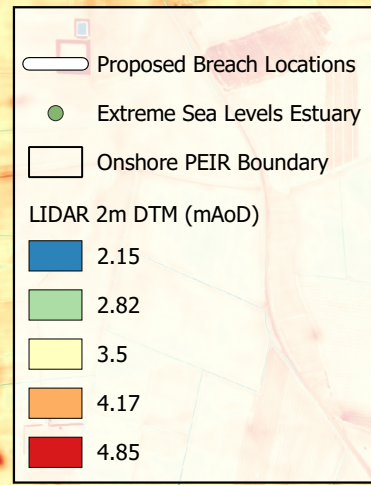 Proposed Breach Locations
Extreme Sea Levels Estuary
Onshore PEIR Boundary
LIDAR 2m DTM (mAoD)
2.15
2.82
3.5
4.17
4.85